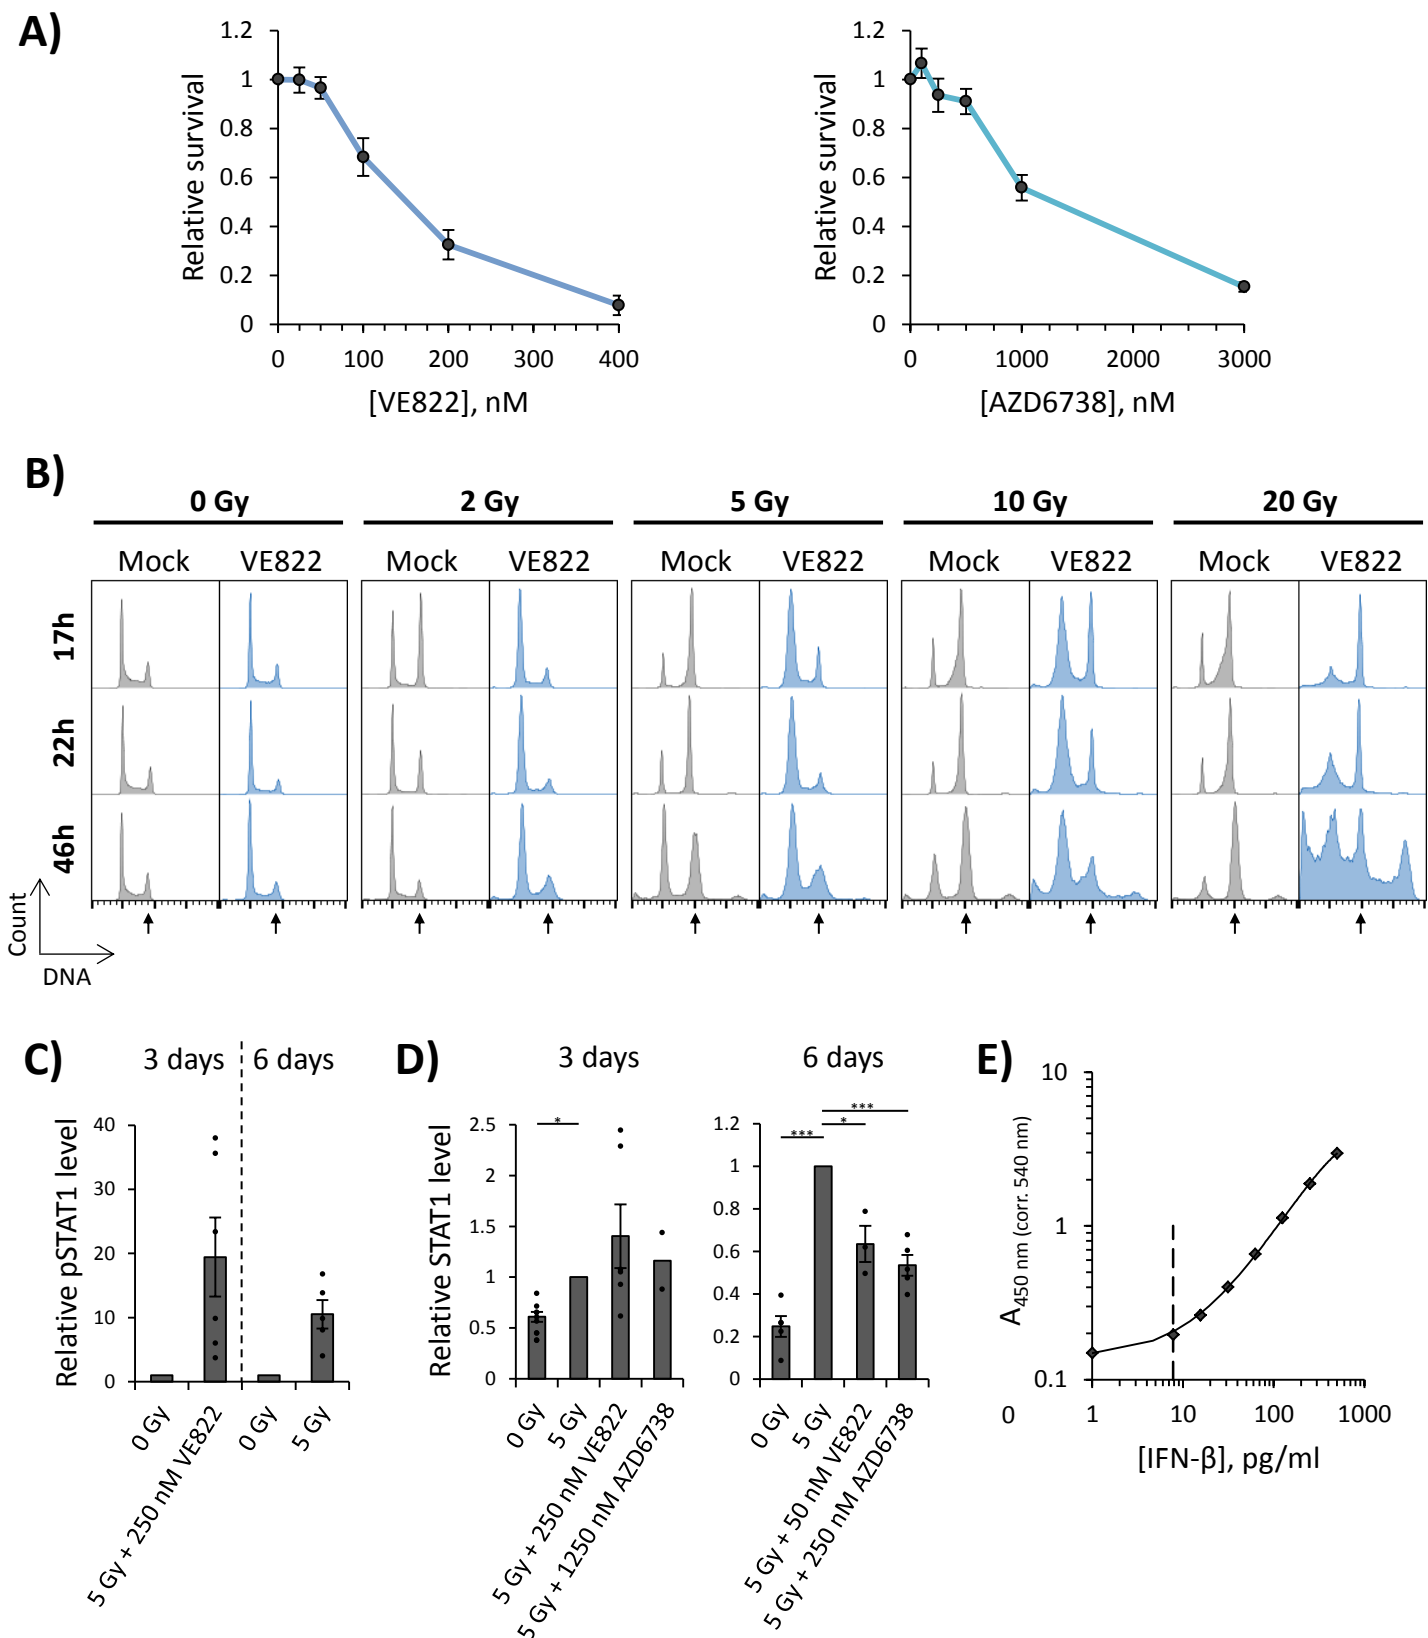 A)
1.2
1
0.8
0.6
0.4
0.2
0
Relative survival
0 100 200 300 400
[VE822], nM
1.2
1
0.8
0.6
0.4
0.2
0
Relative survival
0 1000 2000 3000
[AZD6738], nM
B)
0 Gy 2 Gy 5 Gy 10 Gy 20 Gy
Mock VE822 Mock VE822 Mock VE822 Mock VE822 Mock VE822
17h
22h
46h
Count
DNA
C)
3 days 6 days
40
30
20
10
0
Relative pSTAT1 level
0 Gy
5 Gy + 250 nM VE822
0 Gy
5 Gy
D)
3 days
2.5
2
1.5
1
0.5
0
Relative STAT1 level
*
0 Gy
5 Gy
5 Gy + 250 nM VE822
5 Gy + 1250 nM AZD6738
6 days
1.2
1
0.8
0.6
0.4
0.2
0
***
*
***
0 Gy
5 Gy
5 Gy + 50 nM VE822
5 Gy + 250 nM AZD6738
E)
10
1
0.1
A450 nm (corr. 540 nm)
0 1 10 100 1000
[IFN-β], pg/ml